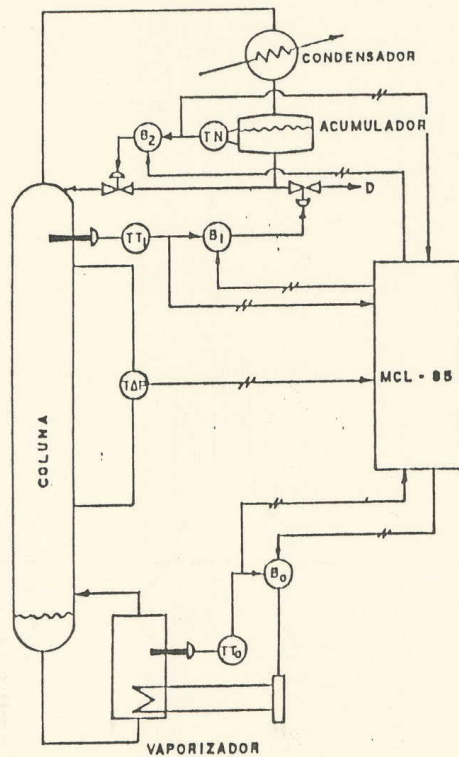 CONDENSADOR
B2
TN
ACUMULADOR
D
TT1
B1
MCL - 85
TΔP
COLUNA
B0
TT0
VAPORIZADOR